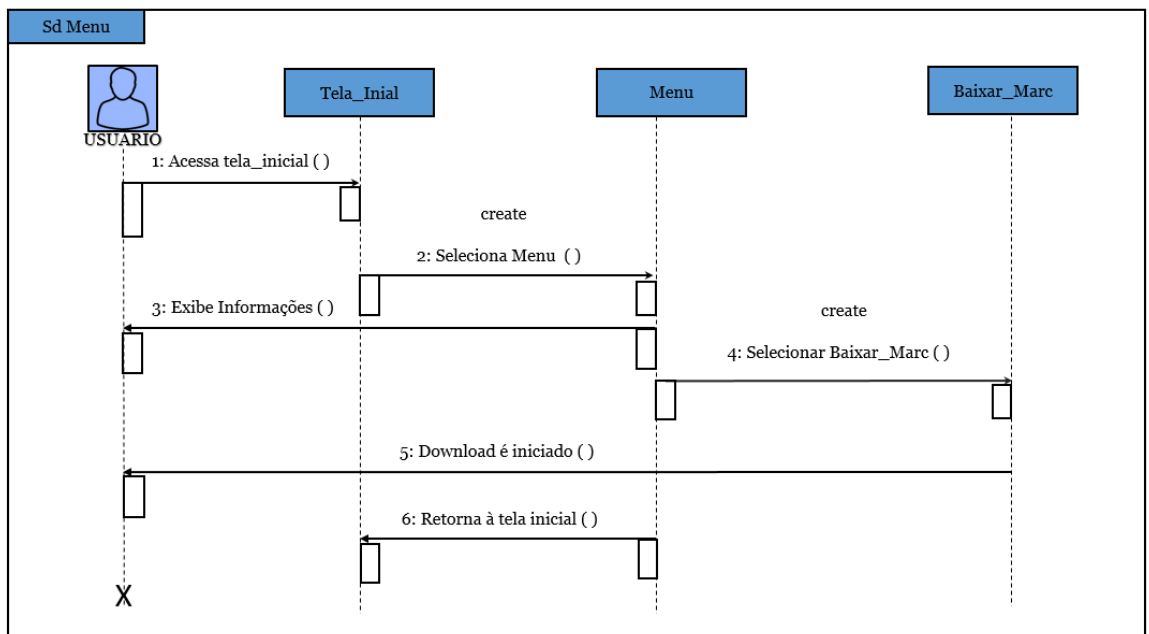 Sd Menu
USUARIO
Tela_Inial
Menu
Baixar_Marc
1: Acessa tela_inicial ( )
create
2: Seleciona Menu  ( )
3: Exibe Informações ( )
create
4: Selecionar Baixar_Marc ( )
5: Download é iniciado ( )
6: Retorna à tela inicial ( )
X